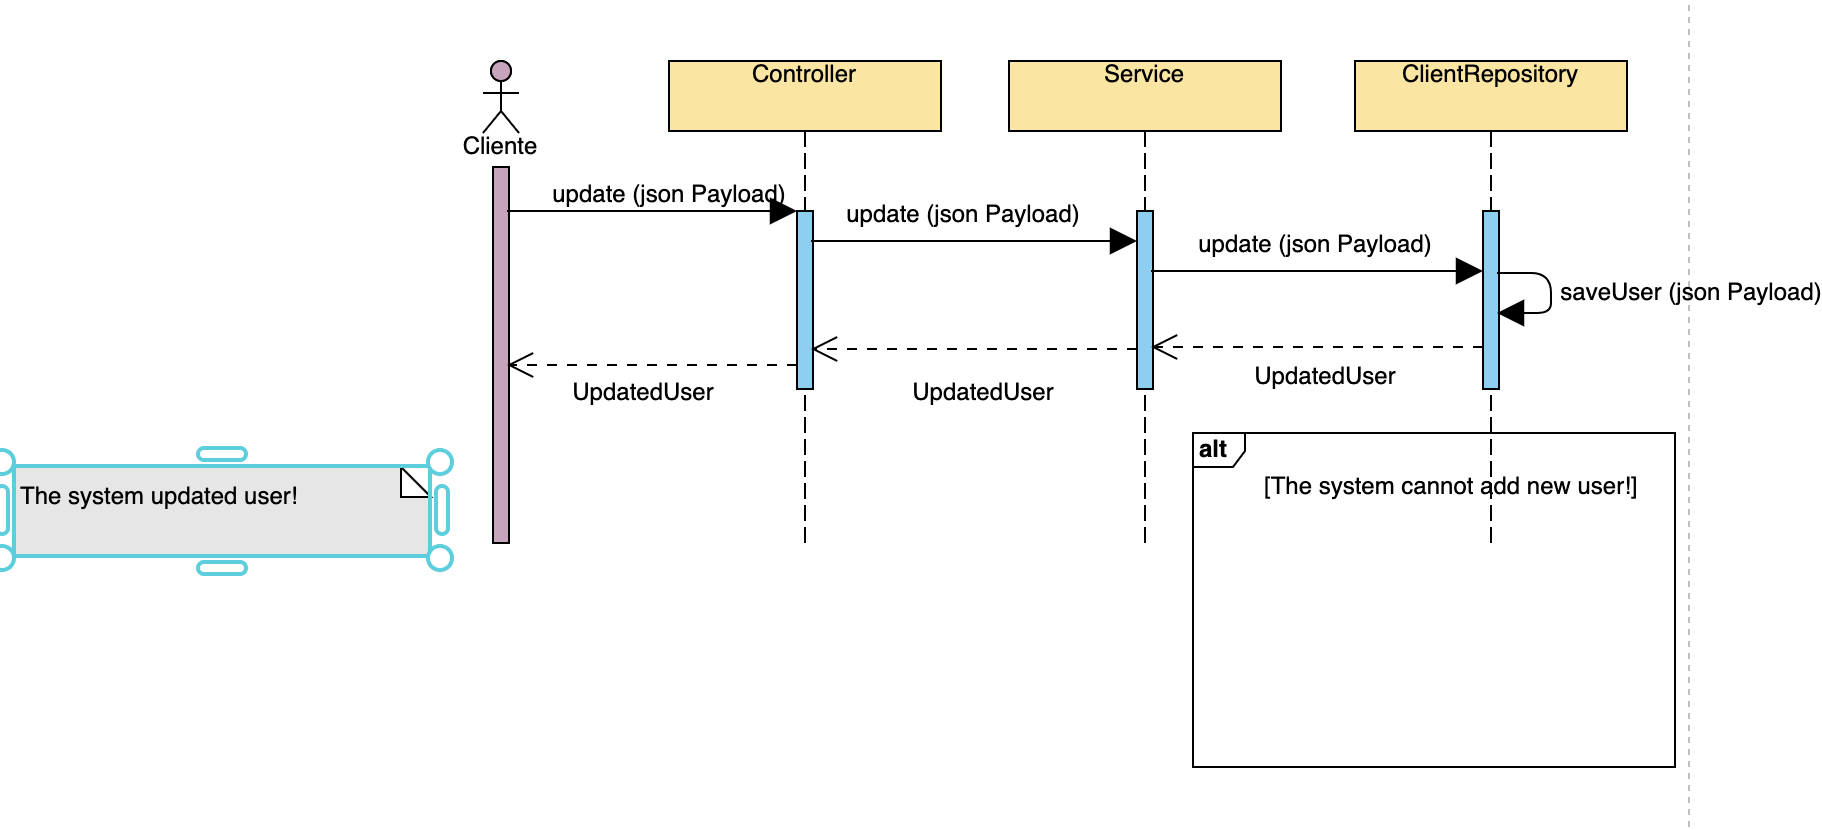 Controller
Service
ClientRepository
Cliente
update (json Payload)
update (json Payload)
update (json Payload)
saveUser (json Payload)
UpdatedUser
UpdatedUser
UpdatedUser
alt
[The system cannot add new user!]
The system updated user!